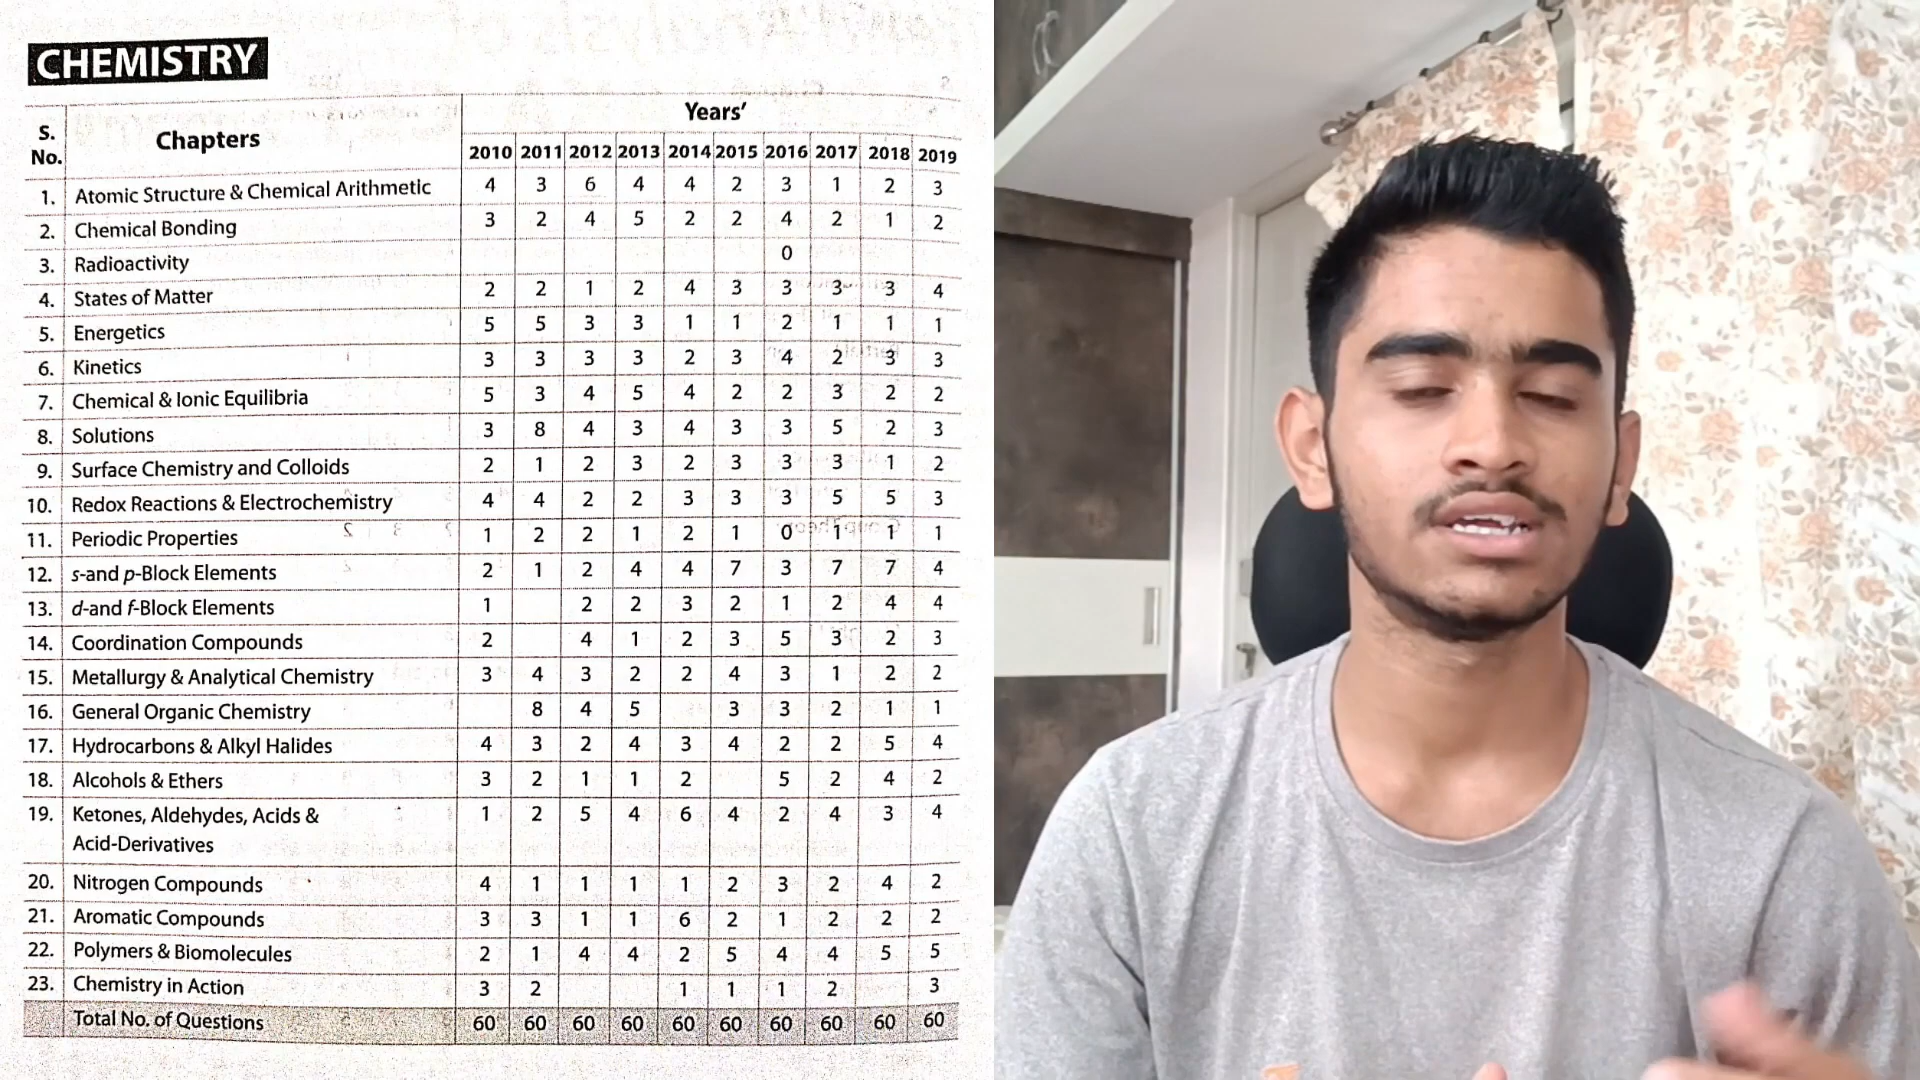 CHEMISTRY
S. No. Chapters Years’
2010 2011 2012 2013 2014 2015 2016 2017 2018 2019
1. Atomic Structure & Chemical Arithmetic 4 3 6 4 4 2 3 1 2 3
2. Chemical Bonding 3 2 4 5 2 2 4 2 1 2
3. Radioactivity 0
4. States of Matter 2 2 1 2 4 3 3 3 3 4
5. Energetics 5 5 3 3 1 1 2 1 1 1
6. Kinetics 3 3 3 3 2 3 4 2 3 3
7. Chemical & Ionic Equilibria 5 3 4 5 4 2 2 3 2 2
8. Solutions 3 8 4 3 4 3 3 5 2 3
9. Surface Chemistry and Colloids 2 1 2 3 2 3 3 3 1 2
10. Redox Reactions & Electrochemistry 4 4 2 2 3 3 3 5 5 3
11. Periodic Properties 1 2 2 1 2 1 0 1 1 1
12. s-and p-Block Elements 2 1 2 4 4 7 3 7 7 4
13. d-and f-Block Elements 1 2 2 3 2 1 2 4 4
14. Coordination Compounds 2 4 1 2 3 5 3 2 3
15. Metallurgy & Analytical Chemistry 3 4 3 2 2 4 3 1 2 2
16. General Organic Chemistry 8 4 5 3 3 2 1 1
17. Hydrocarbons & Alkyl Halides 4 3 2 4 3 4 2 2 5 4
18. Alcohols & Ethers 3 2 1 1 2 5 2 4 2
19. Ketones, Aldehydes, Acids & 1 2 5 4 6 4 2 4 3 4
Acid-Derivatives
20. Nitrogen Compounds 4 1 1 1 1 2 3 2 4 2
21. Aromatic Compounds 3 3 1 1 6 2 1 2 2 2
22. Polymers & Biomolecules 2 1 4 4 2 5 4 4 5 5
23. Chemistry in Action 3 2 1 1 1 2 3
Total No. of Questions 60 60 60 60 60 60 60 60 60 60